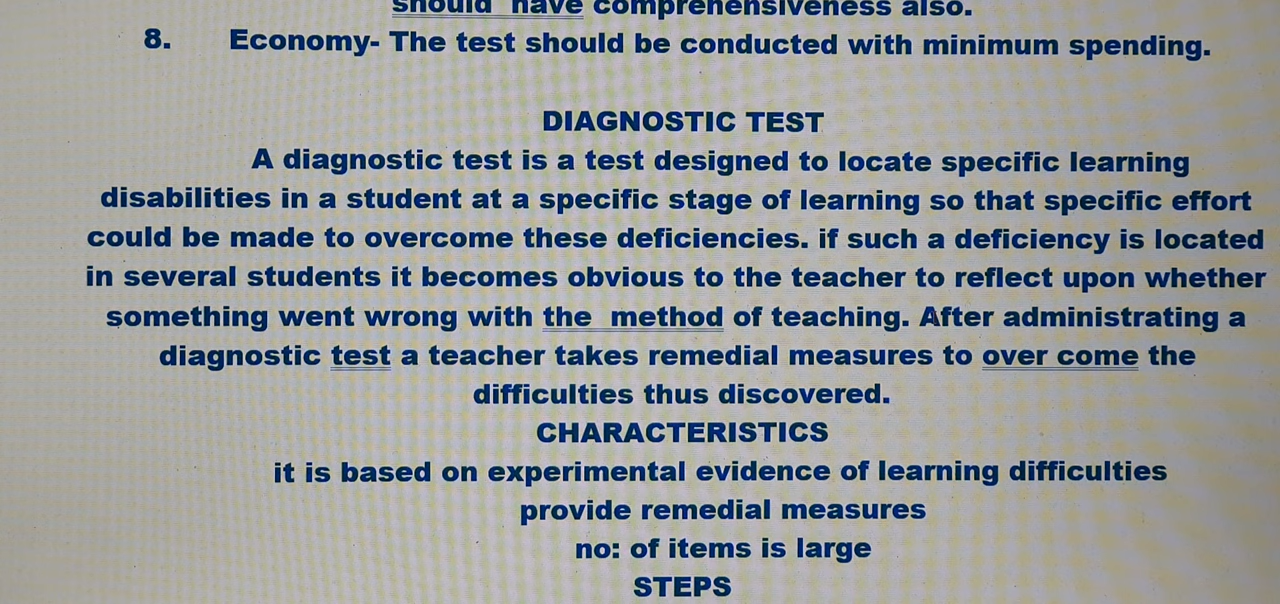 should have comprehensiveness also.
8. Economy- The test should be conducted with minimum spending.
DIAGNOSTIC TEST
A diagnostic test is a test designed to locate specific learning
disabilities in a student at a specific stage of learning so that specific effort
could be made to overcome these deficiencies. if such a deficiency is located
in several students it becomes obvious to the teacher to reflect upon whether
something went wrong with the method of teaching. After administrating a
diagnostic test a teacher takes remedial measures to over come the
difficulties thus discovered.
CHARACTERISTICS
it is based on experimental evidence of learning difficulties
provide remedial measures
no: of items is large
STEPS